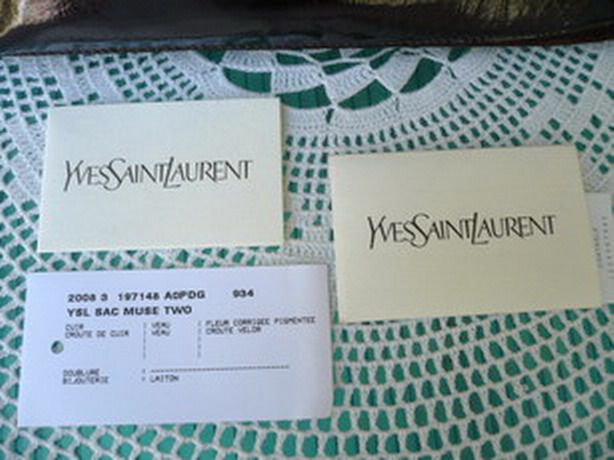 YVESSAINTLAURENT
YVESSAINTLAURENT
2008 3 197148 A0PDG 934
YSL SAC MUSE TWO
CUIR | VEAU | FLEUR CORRIGEE PIGMENTEE
CROUTE DE CUIR | VEAU | CROUTE VELOR
DOUBLURE
BIJOUTERIE : LAITON